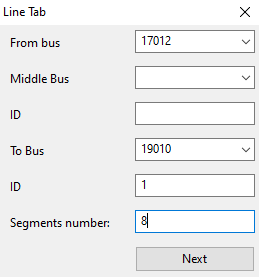 Line Tab
From bus 17012
Middle Bus
ID
To Bus 19010
ID 1
Segments number: 8
Next